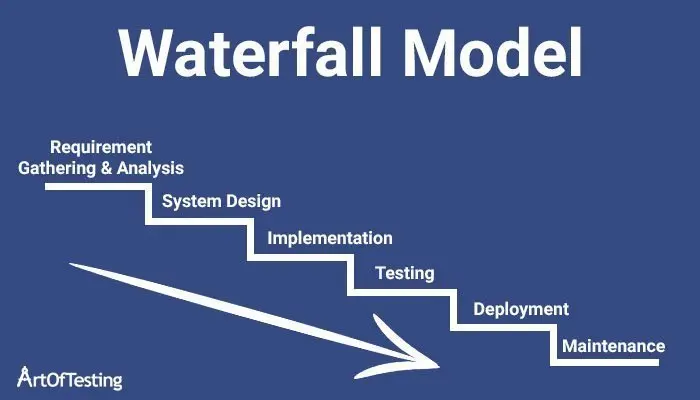 Waterfall Model
Requirement
Gathering & Analysis
System Design
Implementation
Testing
Deployment
Maintenance
ArtOfTesting